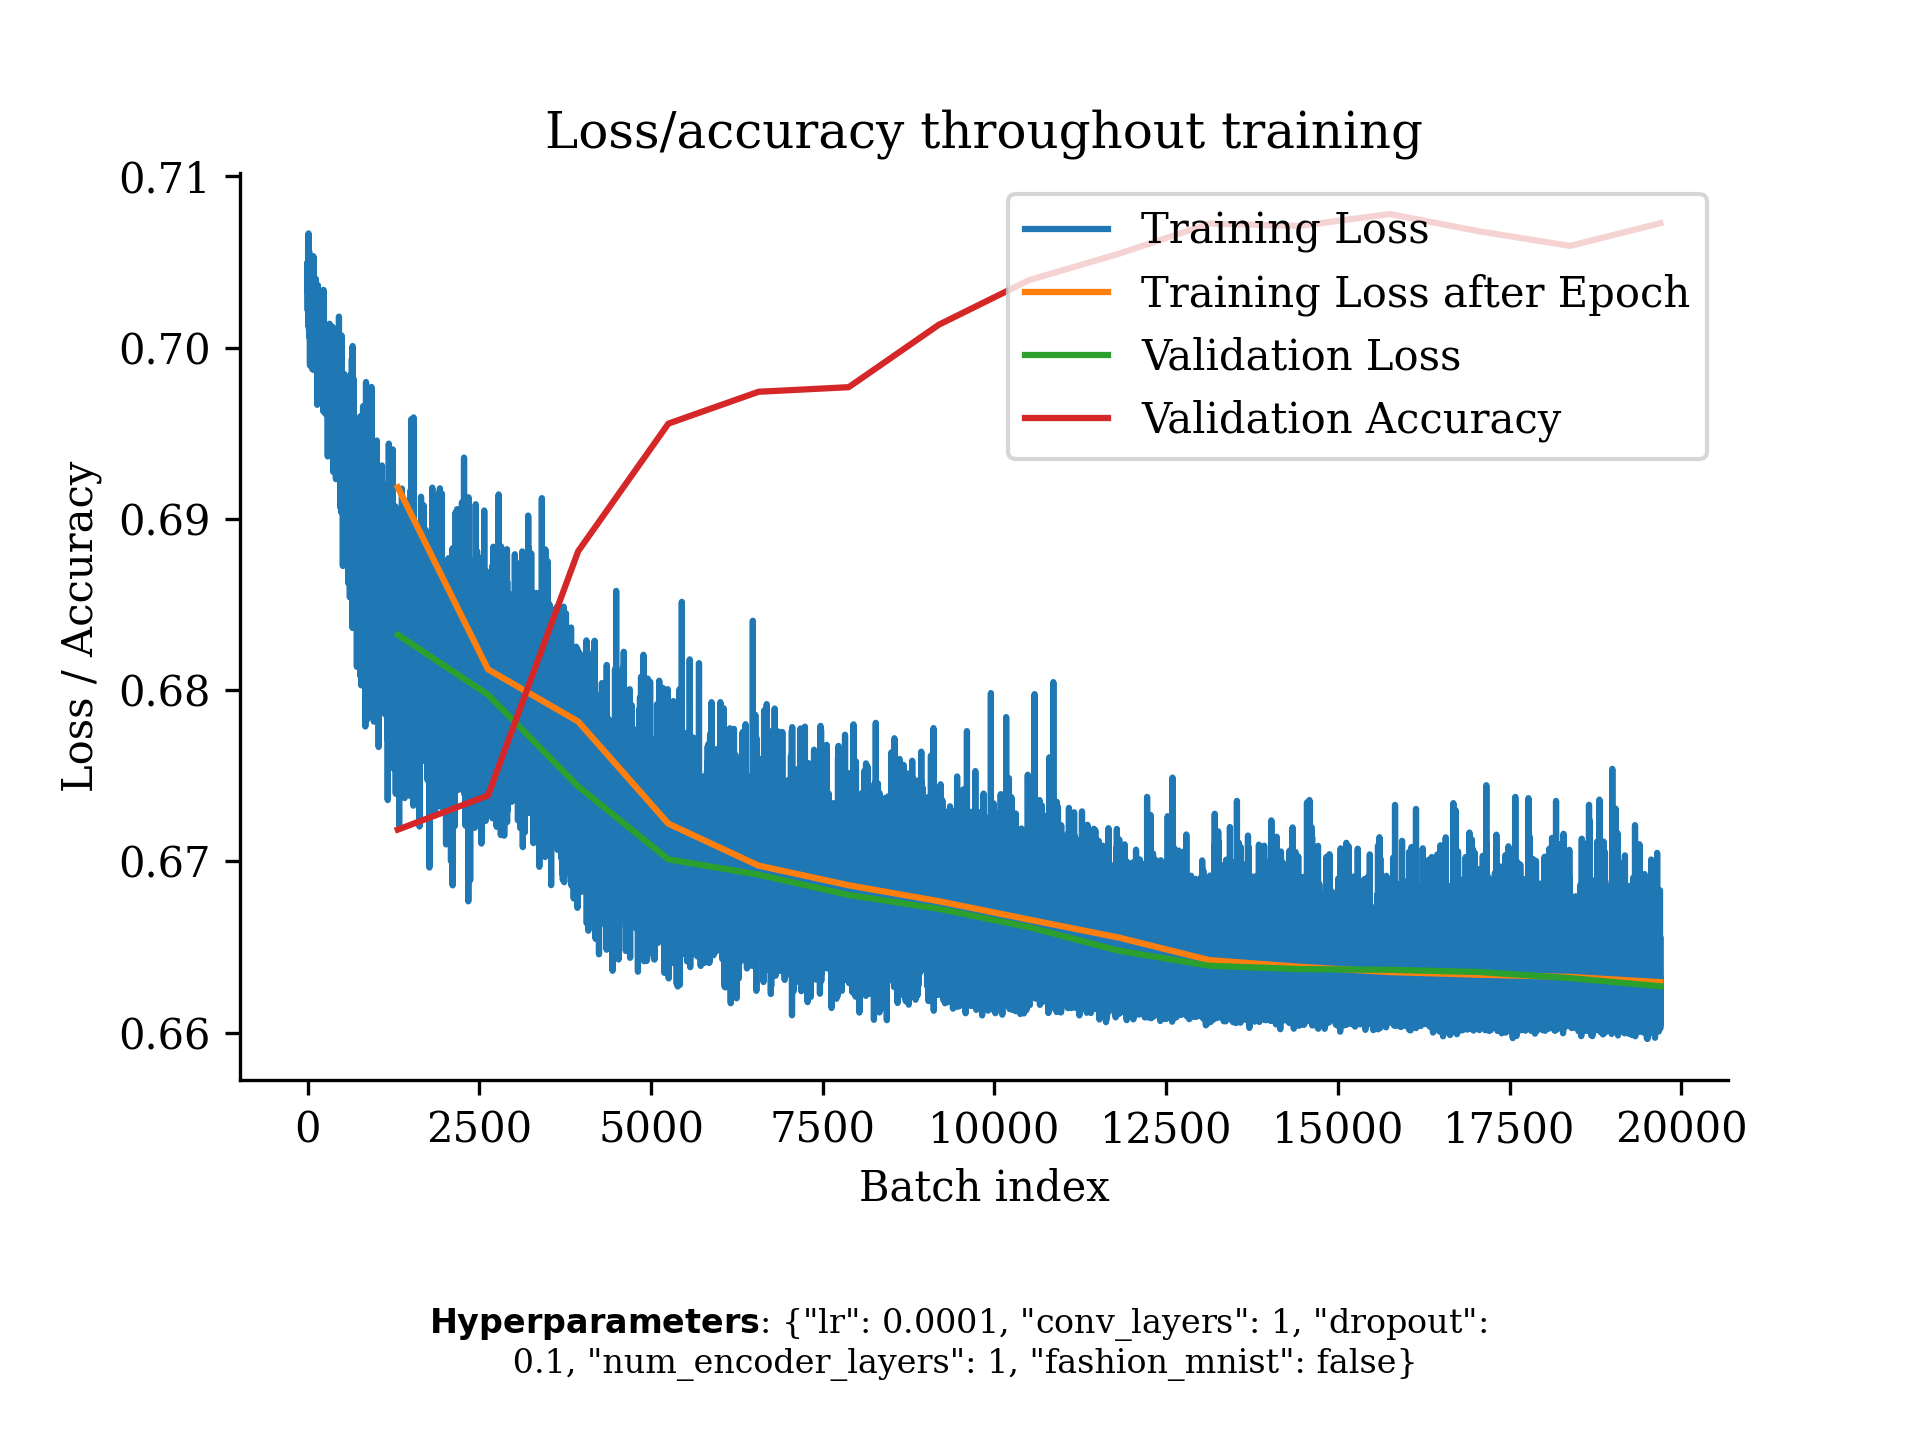 Loss/accuracy throughout training
0.71
0.70
0.69
0.68
0.67
0.66
Loss / Accuracy
Training Loss
Training Loss after Epoch
Validation Loss
Validation Accuracy
0 2500 5000 7500 10000 12500 15000 17500 20000
Batch index
Hyperparameters: {"lr": 0.0001, "conv_layers": 1, "dropout":
0.1, "num_encoder_layers": 1, "fashion_mnist": false}